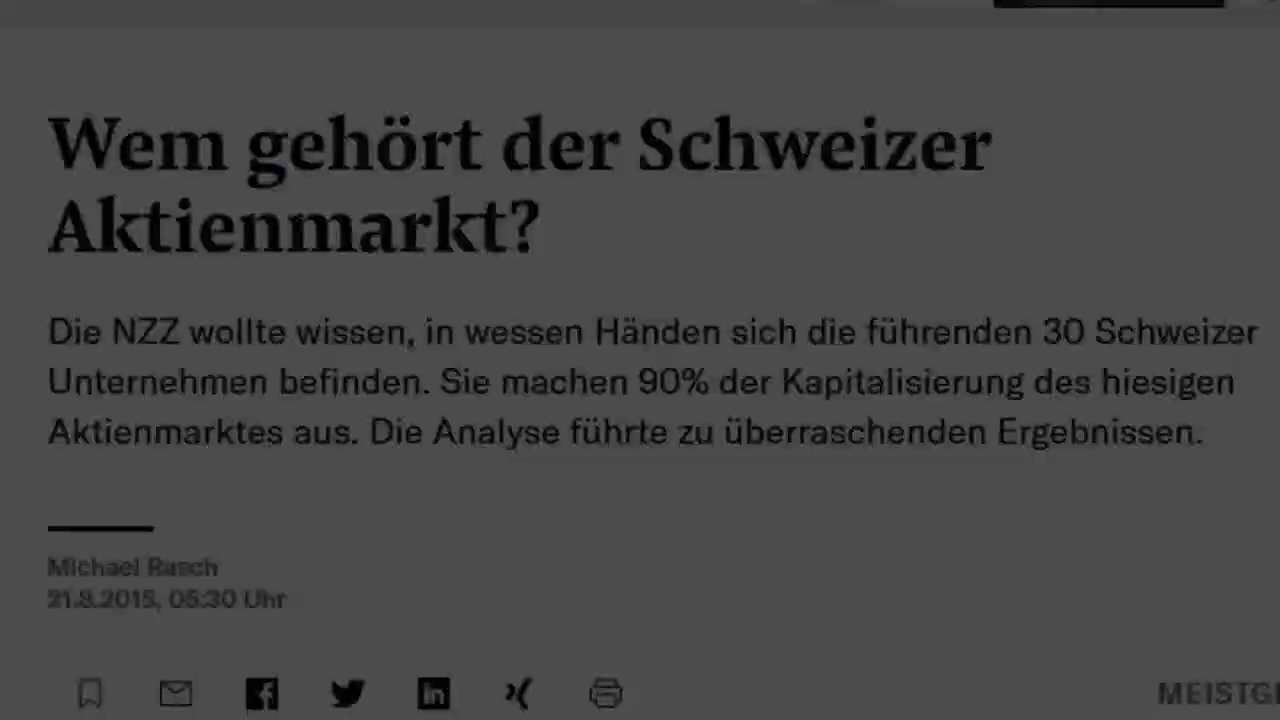 Wem gehört der Schweizer
Aktienmarkt?
Die NZZ wollte wissen, in wessen Händen sich die führenden 30 Schweizer
Unternehmen befinden. Sie machen 90% der Kapitalisierung des hiesigen
Aktienmarktes aus. Die Analyse führte zu überraschenden Ergebnissen.
Michael Rasch
21.8.2015, 05:30 Uhr
MEISTG